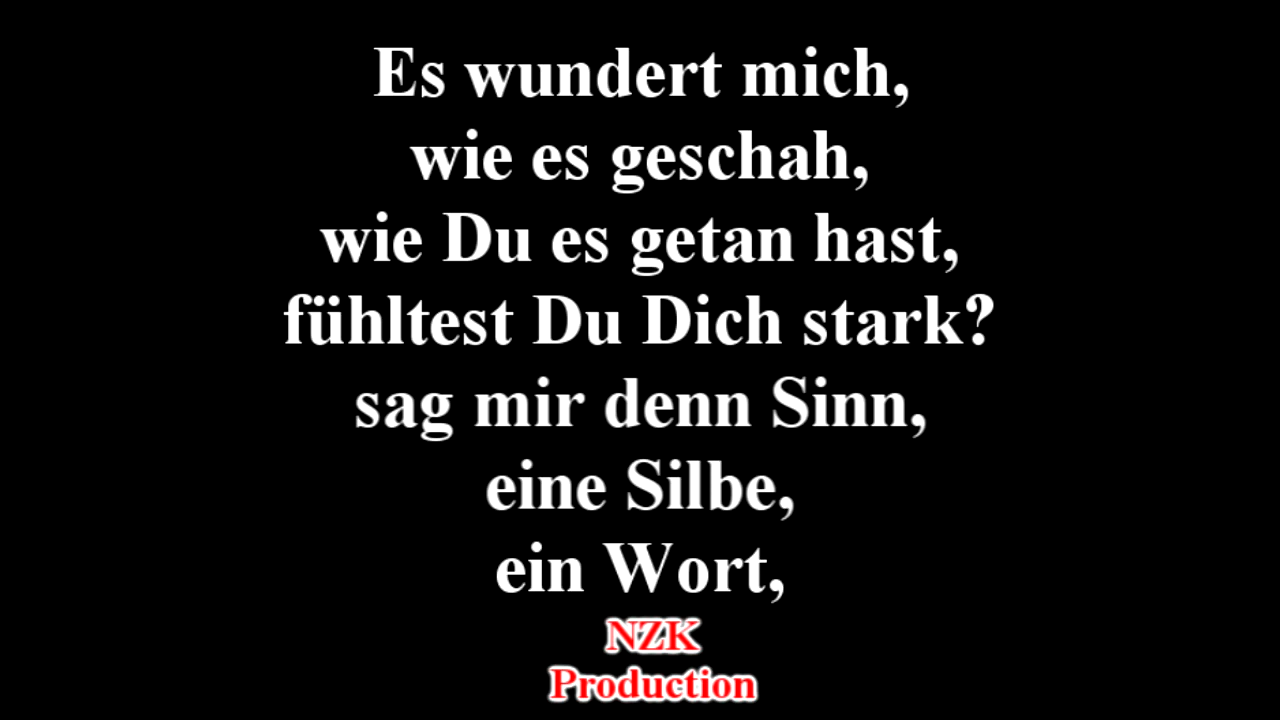 Es wundert mich,
wie es geschah,
wie Du es getan hast,
fühltest Du Dich stark?
sag mir denn Sinn,
eine Silbe,
ein Wort,
NZK
Production